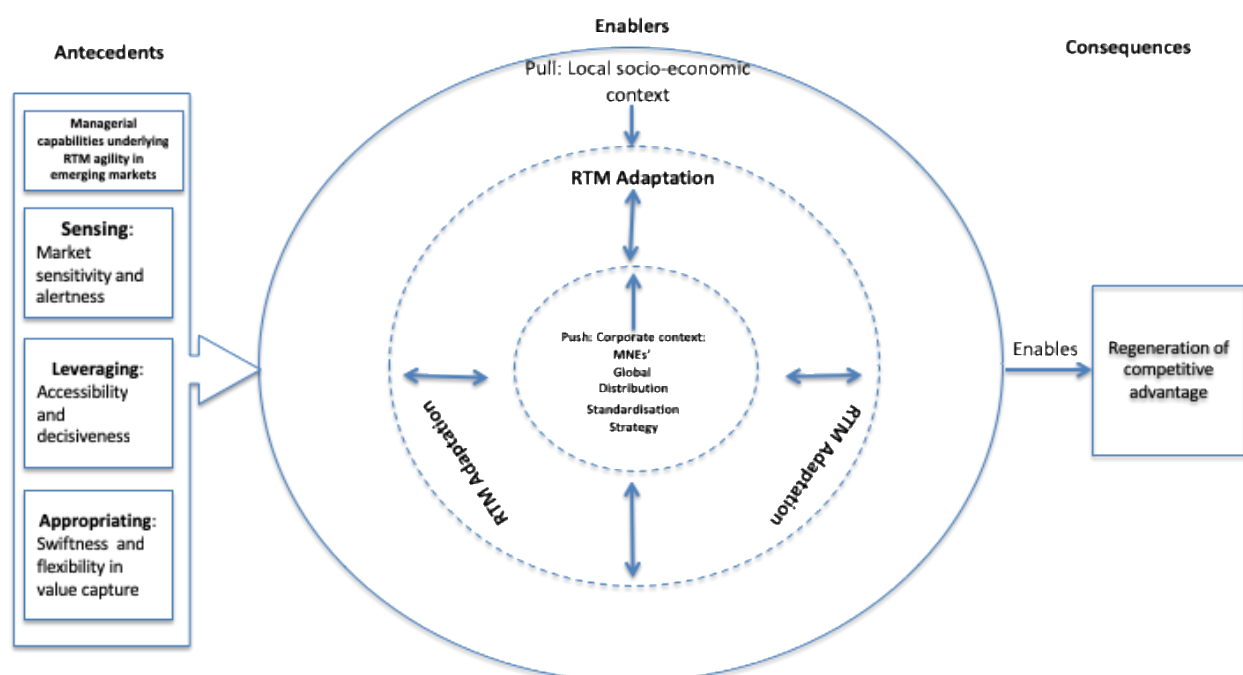 Enablers
Antecedents
Consequences
Pull: Local socio-economic
context
Managerial
capabilities underlying
RTM agility in
emerging markets
Sensing:
Market
sensitivity and
alertness
Leveraging:
Accessibility
and
decisiveness
Appropriating:
Swiftness and
flexibility in
value capture
RTM Adaptation
Push: Corporate context:
MNEs'
Global
Distribution
Standardisation
Strategy
RTM Adaptation
RTM Adaptation
Enables
Regeneration of
competitive
advantage